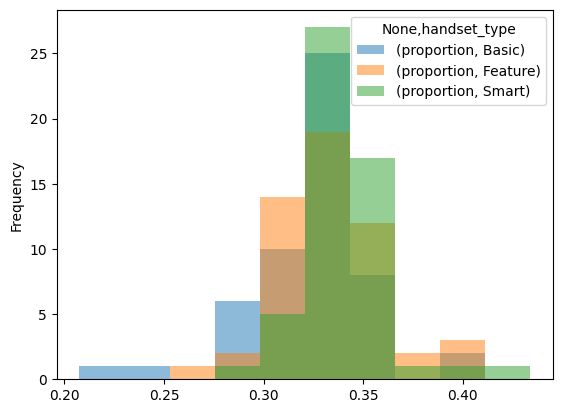 None,handset_type
(proportion, Basic)
(proportion, Feature)
(proportion, Smart)
Frequency
25
20
15
10
5
0
0.20
0.25
0.30
0.35
0.40